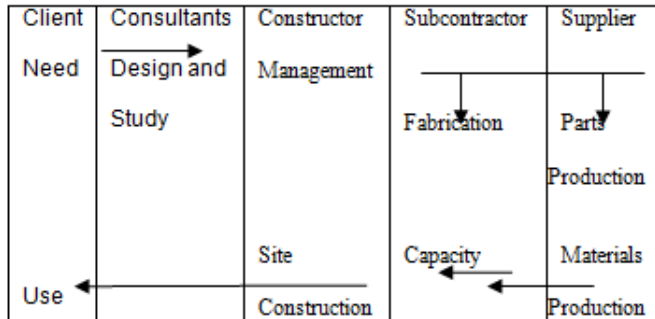 Client Consultants Constructor Subcontractor Supplier
Need Design and Management
Study Fabrication Parts
Production
Site Capacity Materials
Use Construction Production